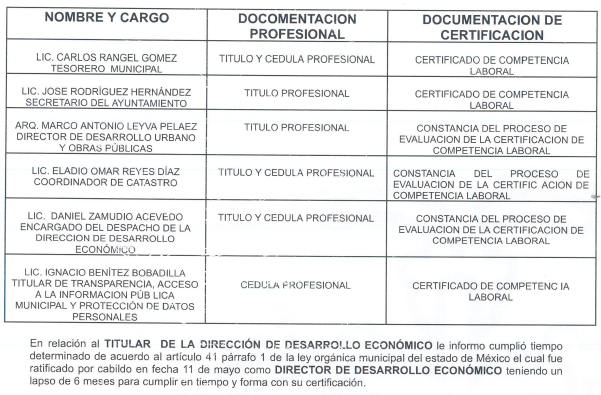 NOMBRE Y CARGO
DOCOMENTACION
PROFESIONAL
DOCUMENTACION DE
CERTIFICACION
LIC. CARLOS RANGEL GOMEZ
TESORERO MUNICIPAL
TITULO Y CEDULA PROFESIONAL
CERTIFICADO DE COMPETENCIA
LABORAL
LIC. JOSE RODRÍGUEZ HERNÁNDEZ
SECRETARIO DEL AYUNTAMIENTO
TITULO PROFESIONAL
CERTIFICADO DE COMPETENCIA
LABORAL
ARQ. MARCO ANTONIO LEYVA PELAEZ
DIRECTOR DE DESARROLLO URBANO
Y OBRAS PÚBLICAS
TITULO PROFESIONAL
CONSTANCIA DEL PROCESO DE
EVALUACION DE LA CERTIFICACION DE
COMPETENCIA LABORAL
LIC. ELADIO OMAR REYES DÍAZ
COORDINADOR DE CATASTRO
TITULO Y CEDULA PROFESIONAL
CONSTANCIA DEL PROCESO DE
EVALUACION DE LA CERTIFIC ACION DE
COMPETENCIA LABORAL
LIC. DANIEL ZAMUDIO ACEVEDO
ENCARGADO DEL DESPACHO DE LA
DIRECCION DE DESARROLLO
ECONÓMICO
TITULO Y CEDULA PROFESIONAL
CONSTANCIA DEL PROCESO DE
EVALUACION DE LA CERTIFICACION DE
COMPETENCIA LABORAL
LIC. IGNACIO BENÍTEZ BOBADILLA
TITULAR DE TRANSPARENCIA, ACCESO
A LA INFORMACION PÚB LICA
MUNICIPAL Y PROTECCIÓN DE DATOS
PERSONALES
CEDULA PROFESIONAL
CERTIFICADO DE COMPETENC IA
LABORAL
En relación al TITULAR DE LA DIRECCIÓN DE DESARROLLO ECONÓMICO le informo cumplió tiempo
determinado de acuerdo al artículo 41 párrafo 1 de la ley orgánica municipal del estado de México el cual fue
ratificado por cabildo en fecha 11 de mayo como DIRECTOR DE DESARROLLO ECONÓMICO teniendo un
lapso de 6 meses para cumplir en tiempo y forma con su certificación.